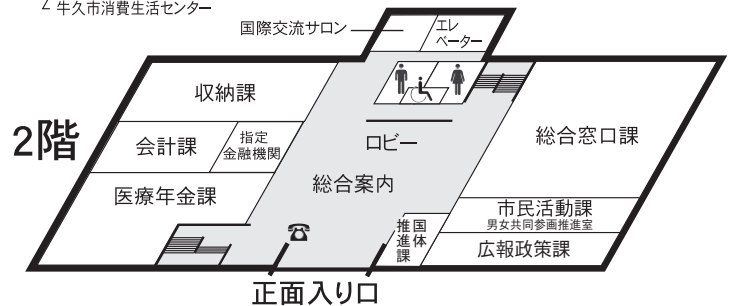 牛久市消費生活センター
国際交流サロン
エレ
ベーター
収納課
2階
会計課
指定
金融機関
ロビー
総合窓口課
医療年金課
総合案内
市民活動課
男女共同参画推進室
国体
推進課
広報政策課
正面入り口